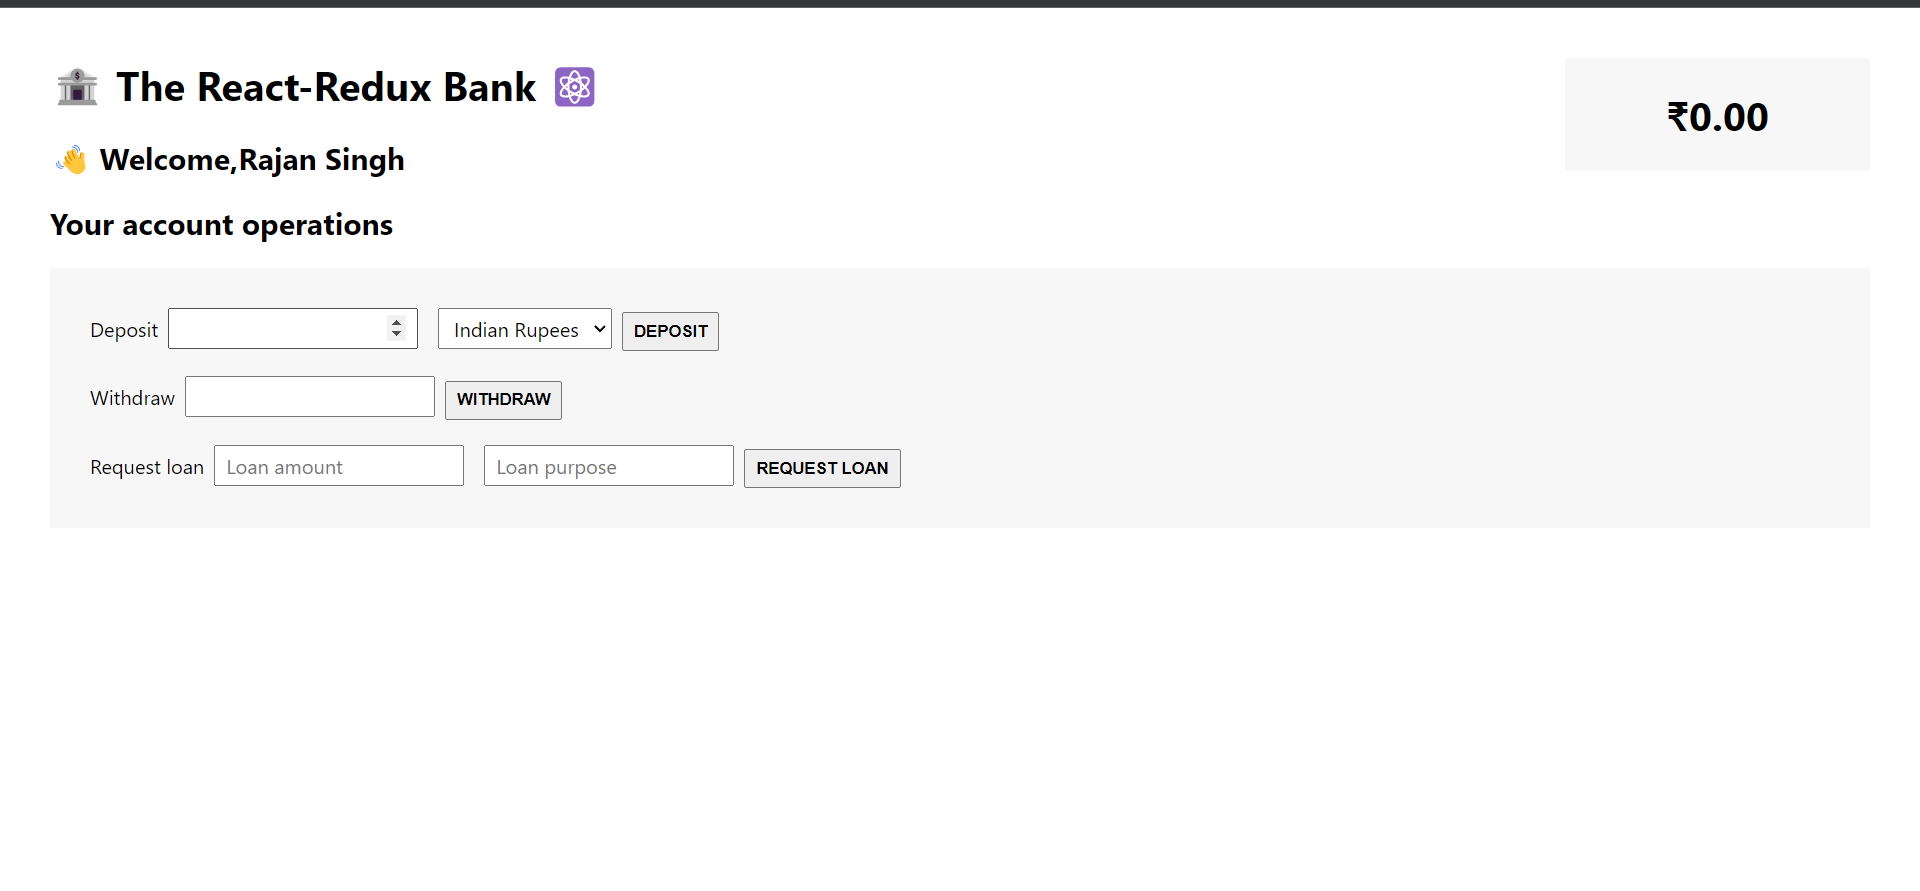 The React-Redux Bank
₹0.00
Welcome,Rajan Singh
Your account operations
Deposit Indian Rupees DEPOSIT
Withdraw WITHDRAW
Request loan Loan amount Loan purpose REQUEST LOAN